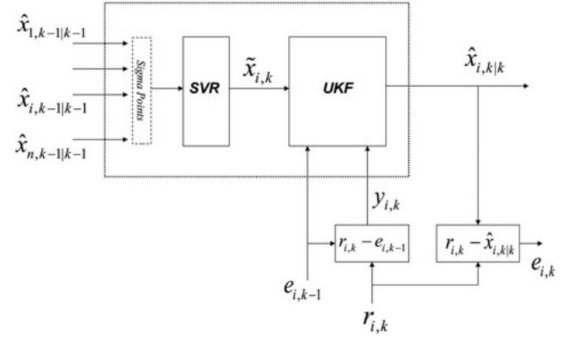 x̂₁,ₖ₋₁|ₖ₋₁
x̂ᵢ,ₖ₋₁|ₖ₋₁
x̂ₙ,ₖ₋₁|ₖ₋₁
Sigma Points
SVR
x̃ᵢ,ₖ
UKF
x̂ᵢ,ₖ|ₖ
yᵢ,ₖ
rᵢ,ₖ − eᵢ,ₖ₋₁
rᵢ,ₖ − x̂ᵢ,ₖ|ₖ
eᵢ,ₖ₋₁
eᵢ,ₖ
rᵢ,ₖ